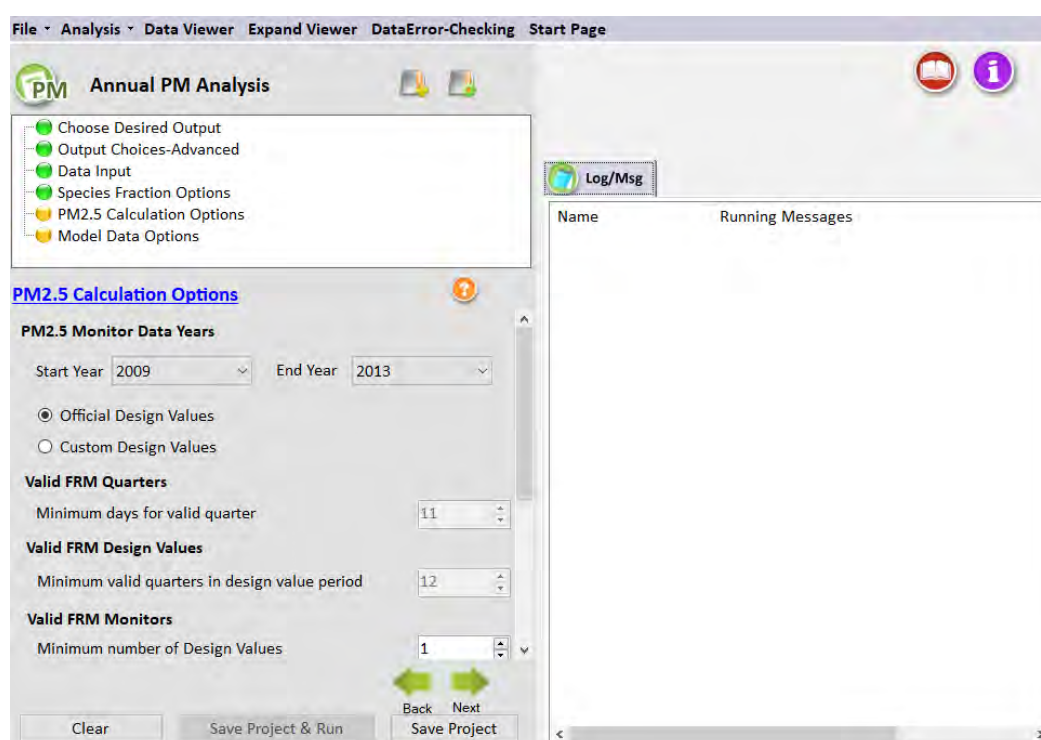 File Analysis Data Viewer Expand Viewer DataError-Checking Start Page
PM Annual PM Analysis
i
Choose Desired Output
Output Choices-Advanced
Data Input
Species Fraction Options
PM2.5 Calculation Options
Model Data Options
PM2.5 Calculation Options ?
PM2.5 Monitor Data Years
Start Year 2009 End Year 2013
Official Design Values
Custom Design Values
Valid FRM Quarters
Minimum days for valid quarter 11
Valid FRM Design Values
Minimum valid quarters in design value period 12
Valid FRM Monitors
Minimum number of Design Values 1
Back Next
Clear Save Project & Run Save Project
Log/Msg
Name Running Messages